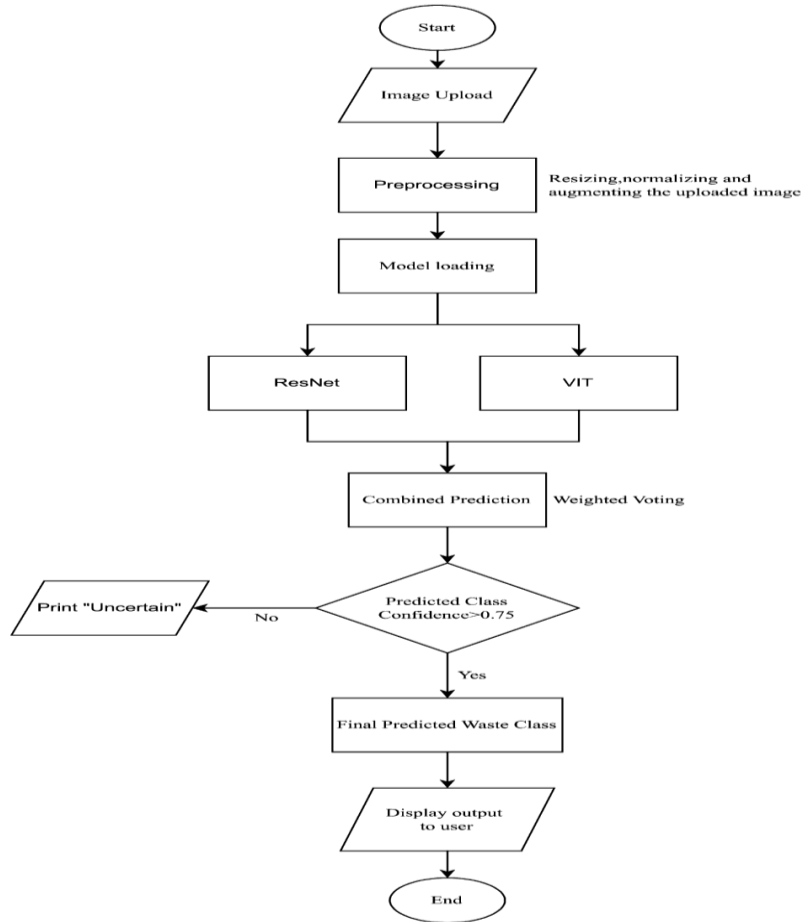 Start
Image Upload
Preprocessing
Resizing,normalizing and
augmenting the uploaded image
Model loading
ResNet
VIT
Combined Prediction
Weighted Voting
Predicted Class
Confidence>0.75
Print "Uncertain"
No
Yes
Final Predicted Waste Class
Display output
to user
End